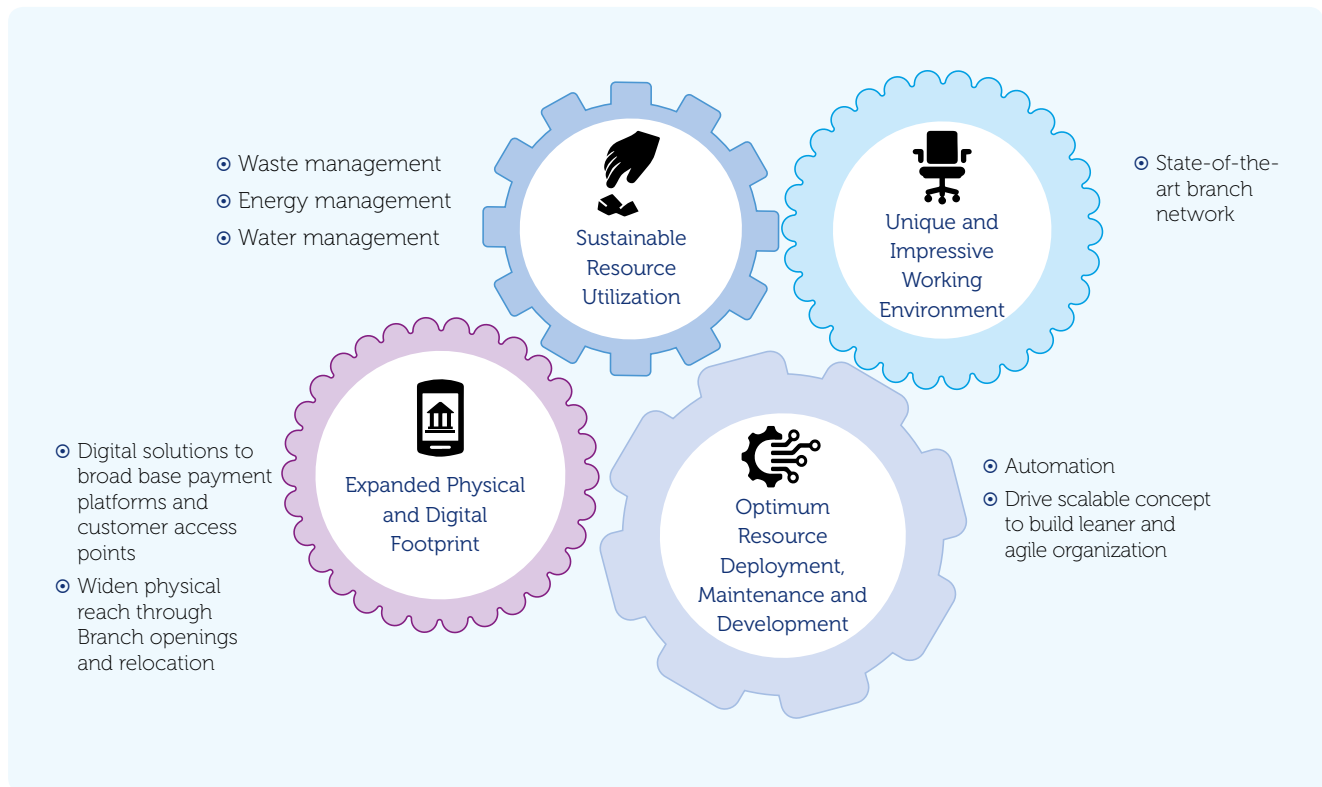 Waste management
Energy management
Water management
Sustainable
Resource
Utilization
Unique and
Impressive
Working
Environment
State-of-the-
art branch
network
Digital solutions to
broad base payment
platforms and
customer access
points
Widen physical
reach through
Branch openings
and relocation
Expanded Physical
and Digital
Footprint
Optimum
Resource
Deployment,
Maintenance and
Development
Automation
Drive scalable concept
to build leaner and
agile organization